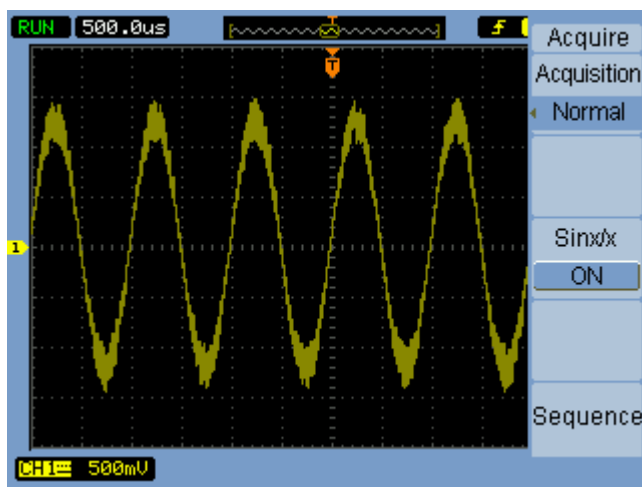 RUN 500.0us T
T
1
CH1 500mV
Acquire
Acquisition
Normal
Sinx/x
ON
Sequence